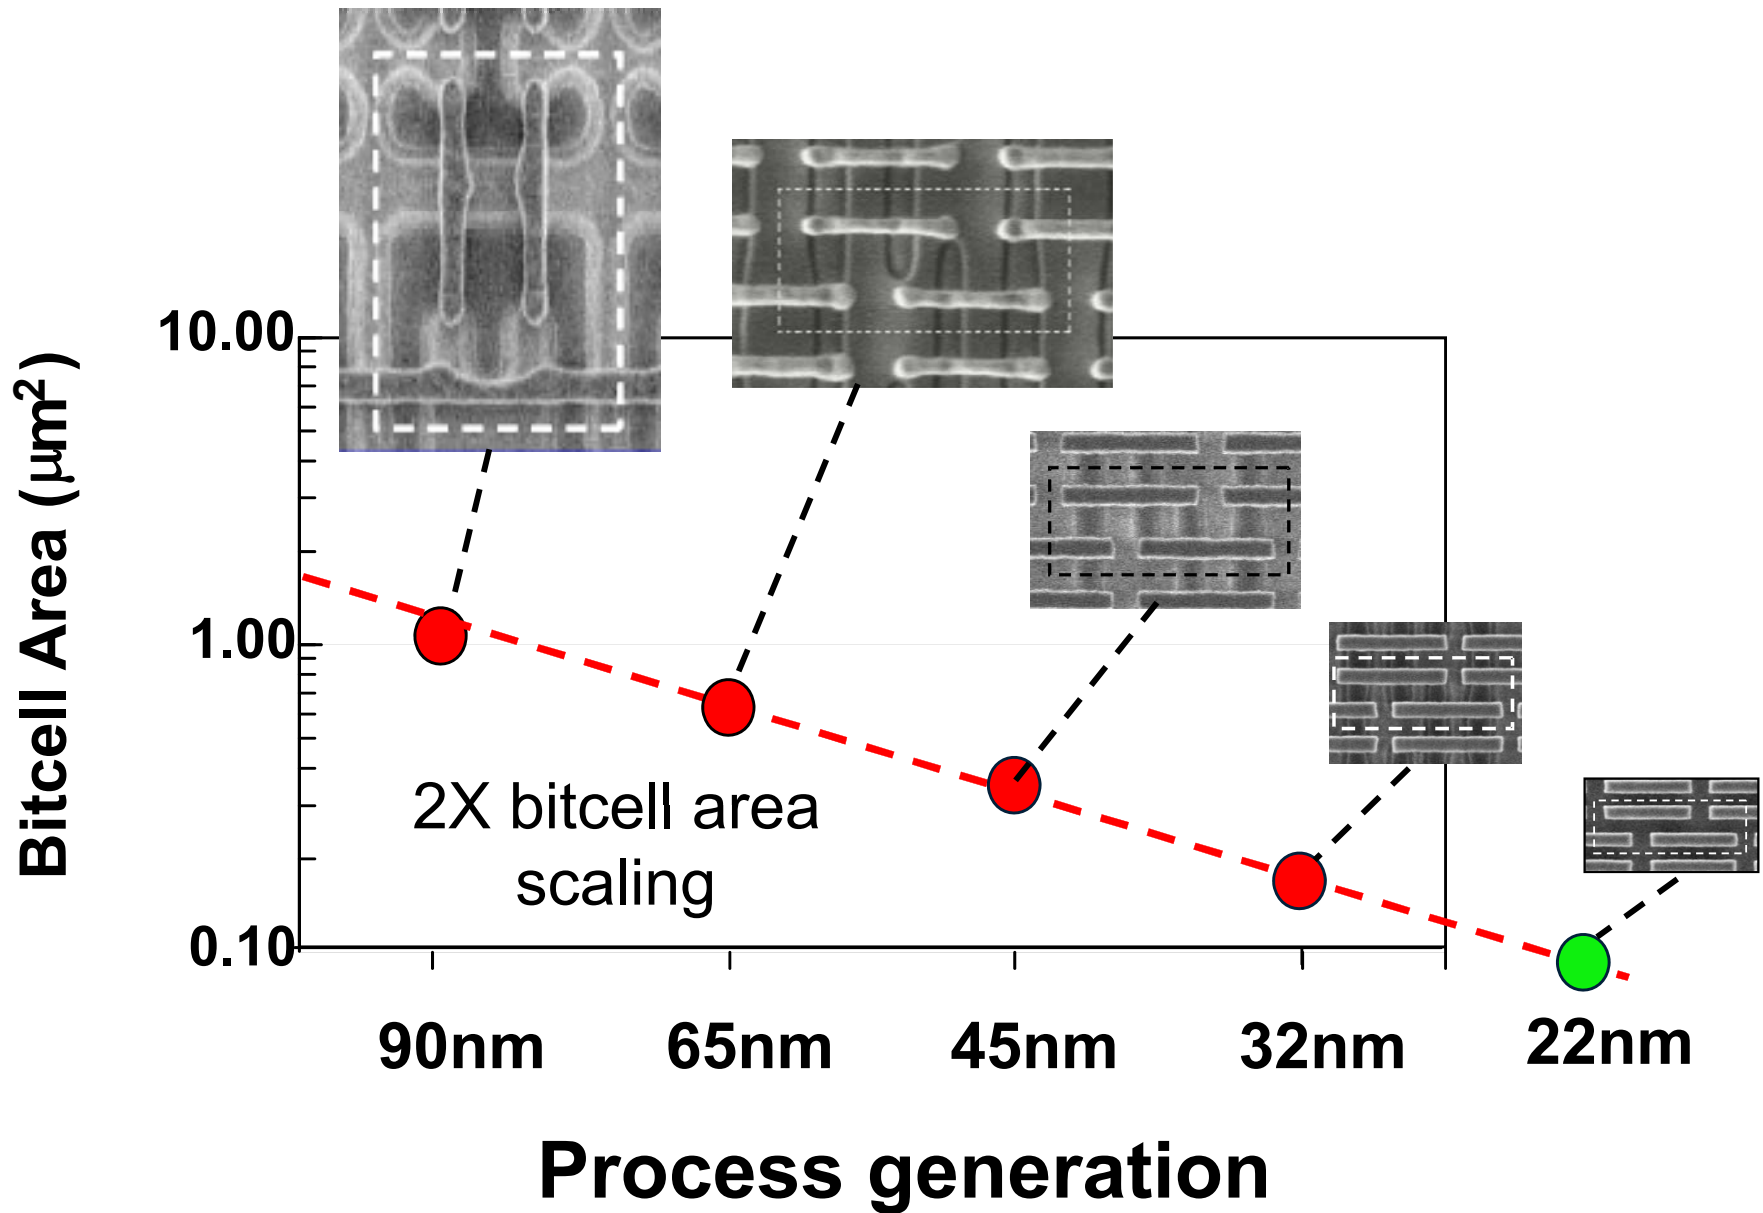 Bitcell Area (μm²)
10.00
1.00
0.10
2X bitcell area
scaling
90nm
65nm
45nm
32nm
22nm
Process generation